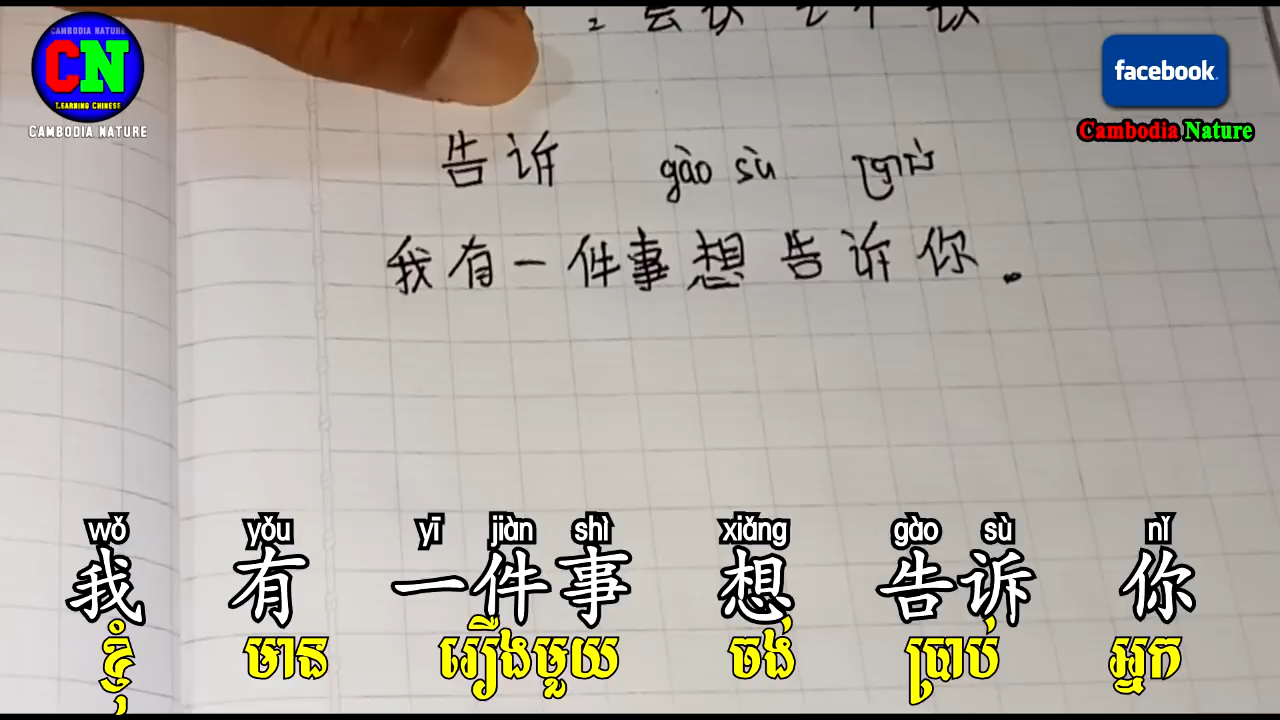 CAMBODIA NATURE
CN
Learning Chinese
CAMBODIA NATURE
facebook
Cambodia Nature
告诉 gào sù ប្រាប់
我有一件事想告诉你.
wǒ yǒu yī jiàn shì xiǎng gào sù nǐ
我 有 一件事 想 告诉 你
ខ្ញុំ មាន រឿងមួយ ចង់ ប្រាប់ អ្នក